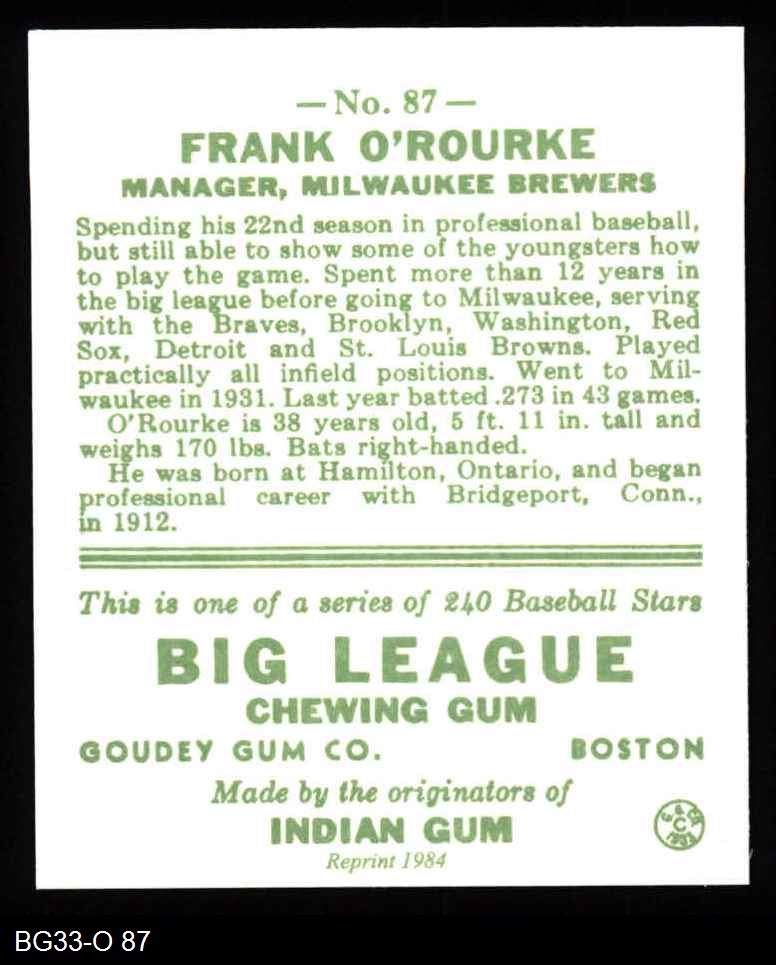 — No. 87 —
FRANK O'ROURKE
MANAGER, MILWAUKEE BREWERS
Spending his 22nd season in professional baseball,
but still able to show some of the youngsters how
to play the game. Spent more than 12 years in
the big league before going to Milwaukee, serving
with the Braves, Brooklyn, Washington, Red
Sox, Detroit and St. Louis Browns. Played
practically all infield positions. Went to Mil-
waukee in 1931. Last year batted .273 in 43 games.
O'Rourke is 38 years old, 5 ft. 11 in. tall and
weighs 170 lbs. Bats right-handed.
He was born at Hamilton, Ontario, and began
professional career with Bridgeport, Conn.,
in 1912.
This is one of a series of 240 Baseball Stars
BIG LEAGUE
CHEWING GUM
GOUDEY GUM CO. BOSTON
Made by the originators of
INDIAN GUM
Reprint 1984
C
BG33-O 87